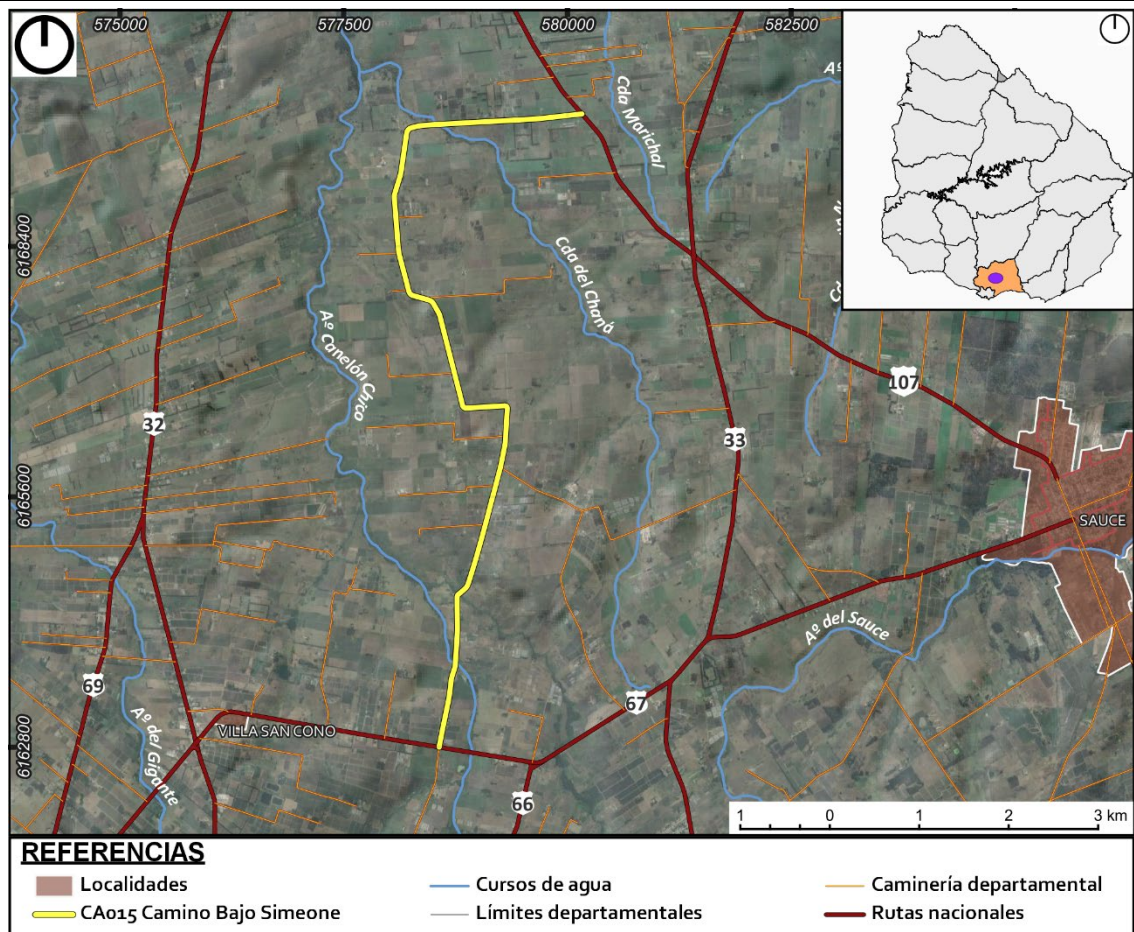 575000
577500
580000
582500
Cda Marichal
Aº
6168400
Cda del Chaná
Aº Canelón Chico
32
107
33
6165600
SAUCE
Aº del Sauce
69
67
VILLA SAN CONO
6162800
Aº del Gigante
66
1 0 1 2 3 km
REFERENCIAS
Localidades
Cursos de agua
Caminería departamental
CA015 Camino Bajo Simeone
Límites departamentales
Rutas nacionales